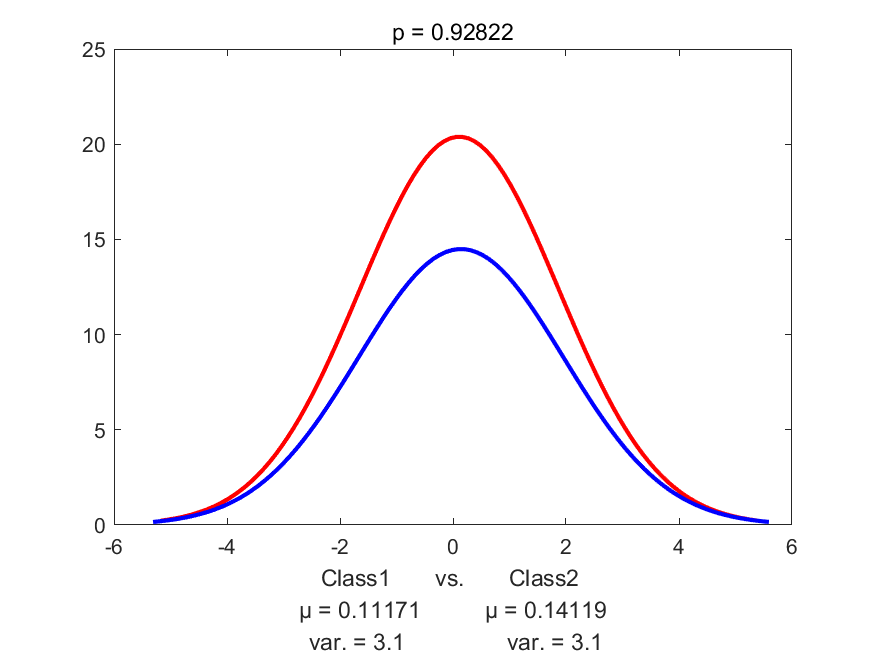 p = 0.92822
25
20
15
10
5
0
-6 -4 -2 0 2 4 6
Class1 vs. Class2
μ = 0.11171 μ = 0.14119
var. = 3.1 var. = 3.1